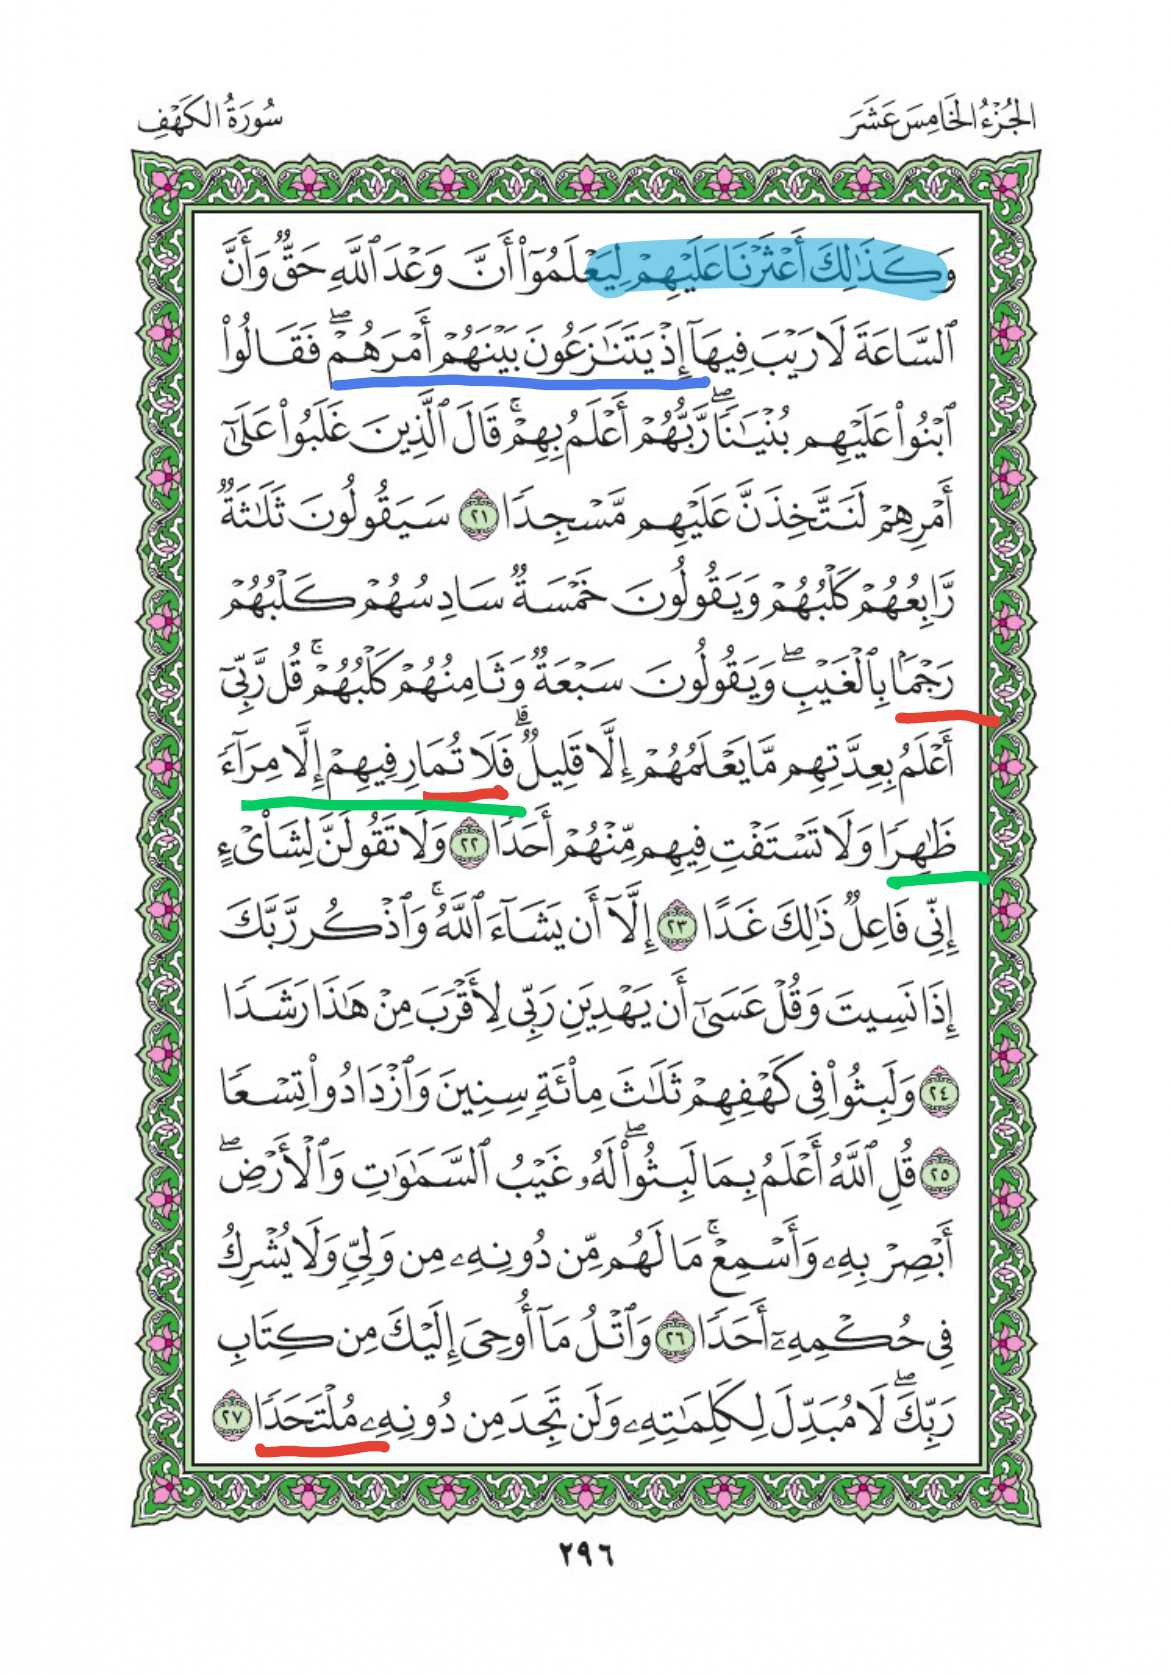 الجُزْءُ الخَامِسَ عَشَرَ
سُورَةُ الكَهْفِ
وَكَذَٰلِكَ أَعْثَرْنَا عَلَيْهِمْ لِيَعْلَمُوٓا۟ أَنَّ وَعْدَ ٱللَّهِ حَقٌّ وَأَنَّ
ٱلسَّاعَةَ لَا رَيْبَ فِيهَآ إِذْ يَتَنَٰزَعُونَ بَيْنَهُمْ أَمْرَهُمْ ۖ فَقَالُوا۟
ٱبْنُوا۟ عَلَيْهِم بُنْيَٰنًا ۖ رَّبُّهُمْ أَعْلَمُ بِهِمْ ۚ قَالَ ٱلَّذِينَ غَلَبُوا۟ عَلَىٰٓ
أَمْرِهِمْ لَنَتَّخِذَنَّ عَلَيْهِم مَّسْجِدًا ٢١ سَيَقُولُونَ ثَلَٰثَةٌ
رَّابِعُهُمْ كَلْبُهُمْ وَيَقُولُونَ خَمْسَةٌ سَادِسُهُمْ كَلْبُهُمْ
رَجْمًۢا بِٱلْغَيْبِ ۖ وَيَقُولُونَ سَبْعَةٌ وَثَامِنُهُمْ كَلْبُهُمْ ۚ قُل رَّبِّىٓ
أَعْلَمُ بِعِدَّتِهِم مَّا يَعْلَمُهُمْ إِلَّا قَلِيلٌ ۗ فَلَا تُمَارِ فِيهِمْ إِلَّا مِرَآءً
ظَٰهِرًا وَلَا تَسْتَفْتِ فِيهِم مِّنْهُمْ أَحَدًا ٢٢ وَلَا تَقُولَنَّ لِشَا۟ىْءٍ
إِنِّى فَاعِلٌ ذَٰلِكَ غَدًا ٢٣ إِلَّآ أَن يَشَآءَ ٱللَّهُ ۚ وَٱذْكُر رَّبَّكَ
إِذَا نَسِيتَ وَقُلْ عَسَىٰٓ أَن يَهْدِيَنِ رَبِّى لِأَقْرَبَ مِنْ هَٰذَا رَشَدًا
٢٤ وَلَبِثُوا۟ فِى كَهْفِهِمْ ثَلَٰثَ مِا۟ئَةٍ سِنِينَ وَٱزْدَادُوا۟ تِسْعًا
٢٥ قُلِ ٱللَّهُ أَعْلَمُ بِمَا لَبِثُوا۟ ۖ لَهُۥ غَيْبُ ٱلسَّمَٰوَٰتِ وَٱلْأَرْضِ ۖ
أَبْصِرْ بِهِۦ وَأَسْمِعْ ۚ مَا لَهُم مِّن دُونِهِۦ مِن وَلِىٍّ وَلَا يُشْرِكُ
فِى حُكْمِهِۦٓ أَحَدًا ٢٦ وَٱتْلُ مَآ أُوحِىَ إِلَيْكَ مِن كِتَابِ
رَبِّكَ ۖ لَا مُبَدِّلَ لِكَلِمَٰتِهِۦ وَلَن تَجِدَ مِن دُونِهِۦ مُلْتَحَدًا ٢٧
٢٩٦